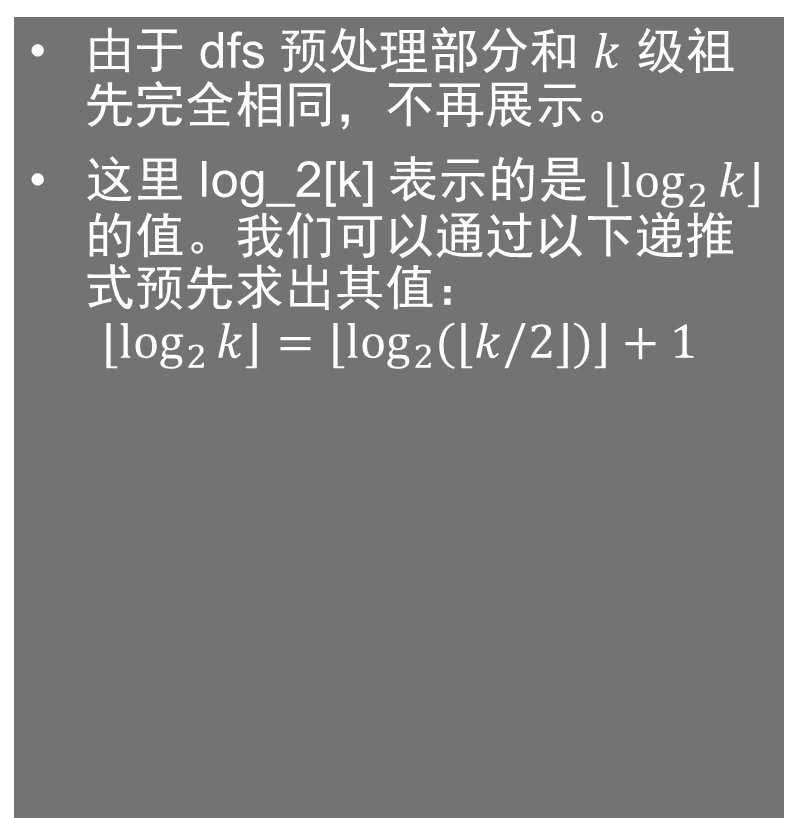 • 由于 dfs 预处理部分和 k 级祖
先完全相同，不再展示。
• 这里 log_2[k] 表示的是 ⌊log₂ k⌋
的值。我们可以通过以下递推
式预先求出其值：
⌊log₂ k⌋ = ⌊log₂(⌊k/2⌋)⌋ + 1